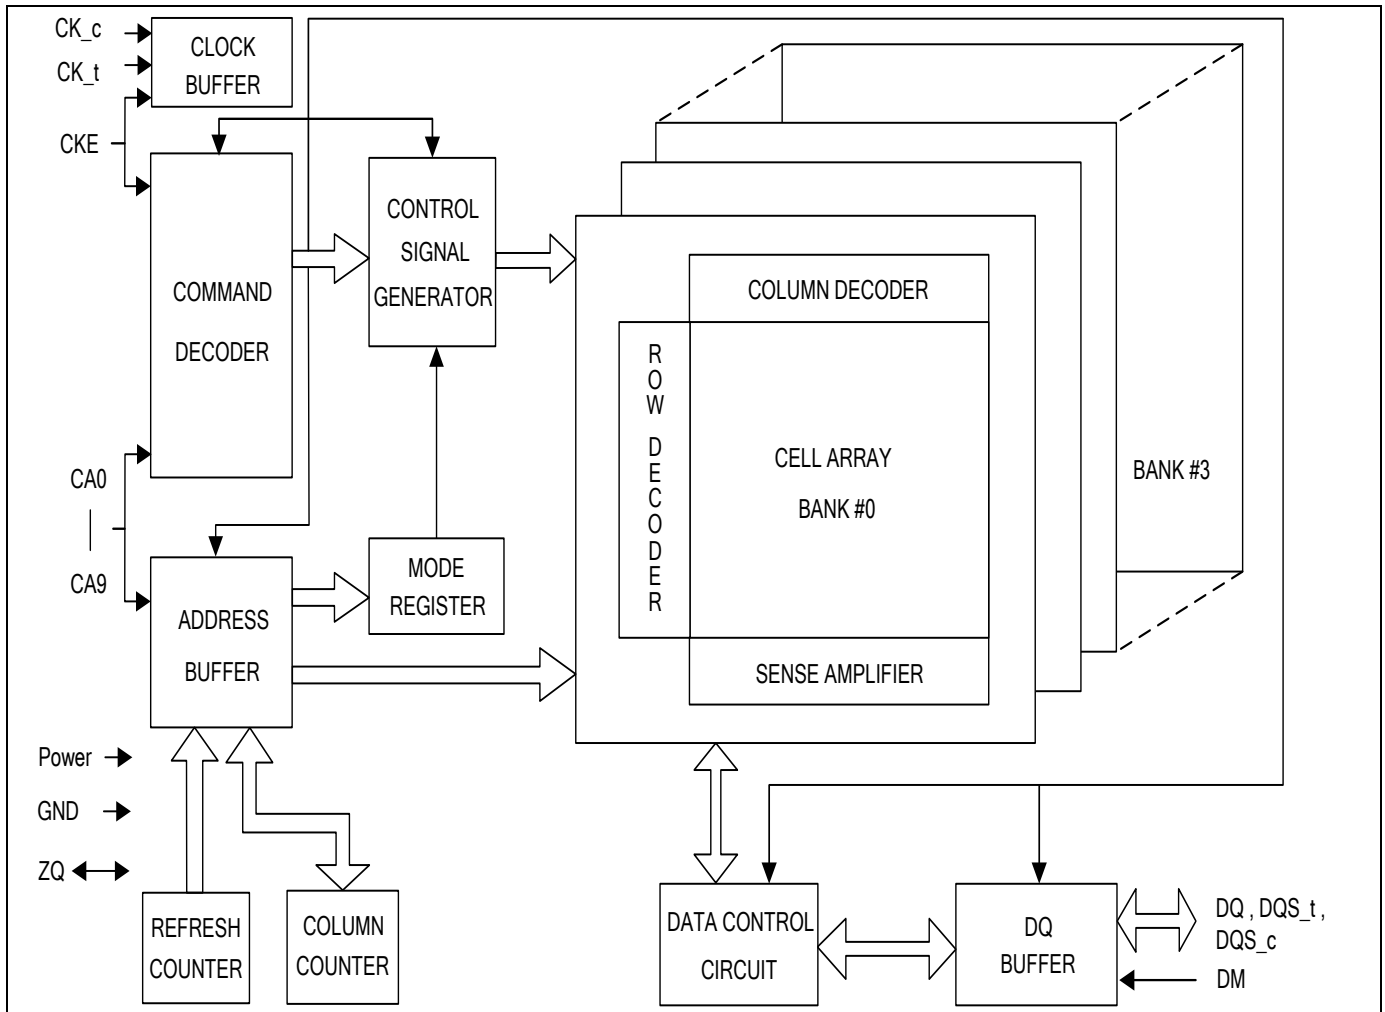 CK_c
CK_t
CKE
CLOCK
BUFFER
COMMAND
DECODER
CONTROL
SIGNAL
GENERATOR
COLUMN DECODER
ROW DECODER
CELL ARRAY
BANK #0
BANK #3
SENSE AMPLIFIER
CA0
CA9
ADDRESS
BUFFER
MODE
REGISTER
Power
GND
ZQ
REFRESH
COUNTER
COLUMN
COUNTER
DATA CONTROL
CIRCUIT
DQ
BUFFER
DQ , DQS_t ,
DQS_c
DM